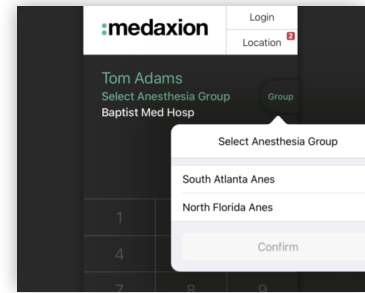 :medaxion
Login
Location 2
Tom Adams
Select Anesthesia Group
Group
Baptist Med Hosp
Select Anesthesia Group
South Atlanta Anes
North Florida Anes
Confirm
1
4
7
8
9